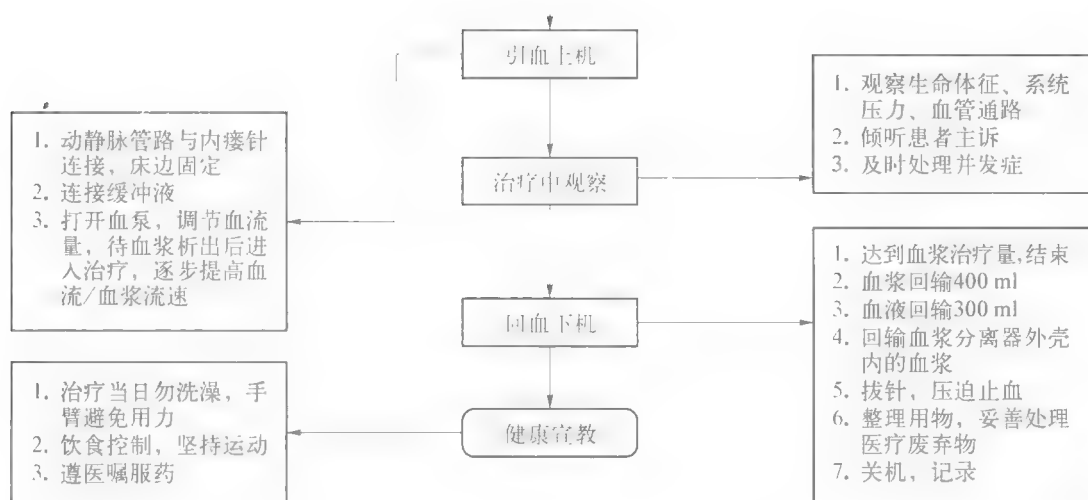 引血上机
1. 观察生命体征、系统
压力、血管通路
2. 倾听患者主诉
3. 及时处理并发症
1. 动静脉管路与内瘘针
连接，床边固定
2. 连接缓冲液
3. 打开血泵，调节血流
量，待血浆析出后进
入治疗，逐步提高血
流/血浆流速
治疗中观察
回血下机
1. 达到血浆治疗量,结束
2. 血浆回输400 ml
3. 血液回输300 ml
4. 回输血浆分离器外壳
内的血浆
5. 拔针，压迫止血
6. 整理用物，妥善处理
医疗废弃物
7. 关机，记录
1. 治疗当日勿洗澡，手
臂避免用力
2. 饮食控制，坚持运动
3. 遵医嘱服药
健康宣教